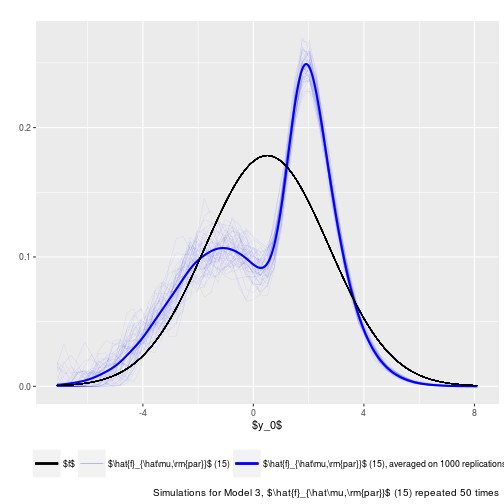 0.2
0.1
0.0
-4 0 4 8
$y_0$
$f$ $\hat{f}_{\hat\mu,\rm{par}}$ (15) $\hat{f}_{\hat\mu,\rm{par}}$ (15), averaged on 1000 replications
Simulations for Model 3, $\hat{f}_{\hat\mu,\rm{par}}$ (15) repeated 50 times